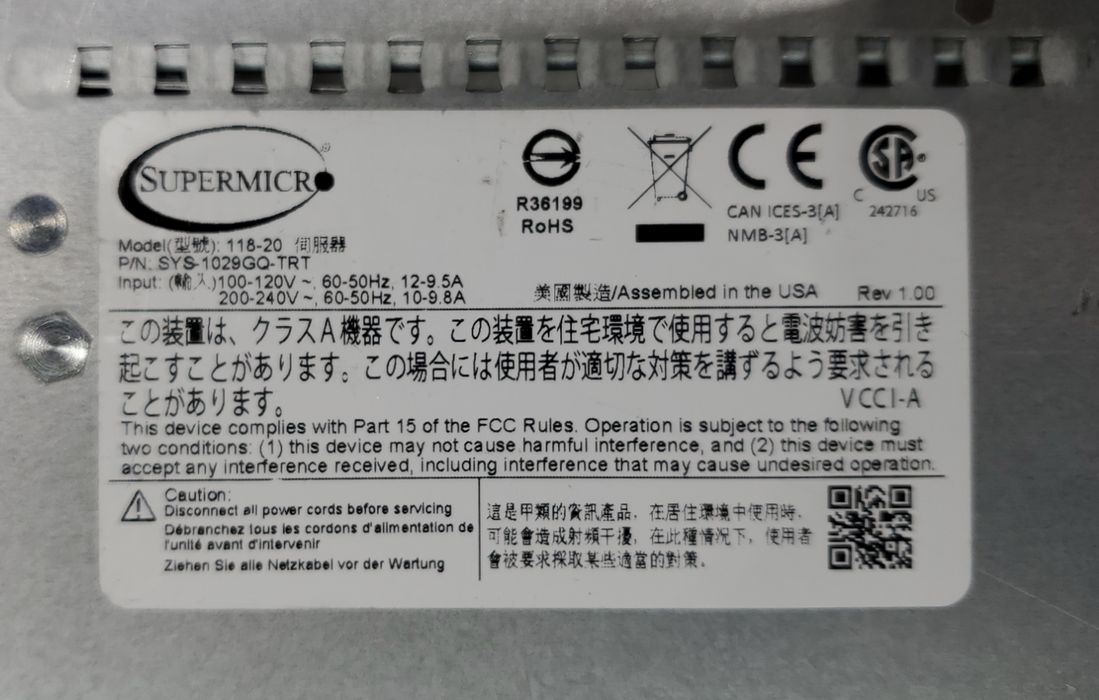 SUPERMICRO
R36199
RoHS
CE
CAN ICES-3[A]
NMB-3[A]
SA
C US
242716
Model(型號): 118-20 伺服器
P/N: SYS-1029GQ-TRT
Input: (輸入)100-120V ~, 60-50Hz, 12-9.5A
200-240V ~, 60-50Hz, 10-9.8A
美國製造/Assembled in the USA Rev 1.00
この装置は、クラスA機器です。この装置を住宅環境で使用すると電波妨害を引き
起こすことがあります。この場合には使用者が適切な対策を講ずるよう要求される
ことがあります。 VCCI-A
This device complies with Part 15 of the FCC Rules. Operation is subject to the following
two conditions: (1) this device may not cause harmful interference, and (2) this device must
accept any interference received, including interference that may cause undesired operation.
Caution:
Disconnect all power cords before servicing
Débranchez tous les cordons d'alimentation de
l'unité avant d'intervenir
Ziehen Sie alle Netzkabel vor der Wartung
這是甲類的資訊產品，在居住環境中使用時，
可能會造成射頻干擾，在此種情況下，使用者
會被要求採取某些適當的對策。